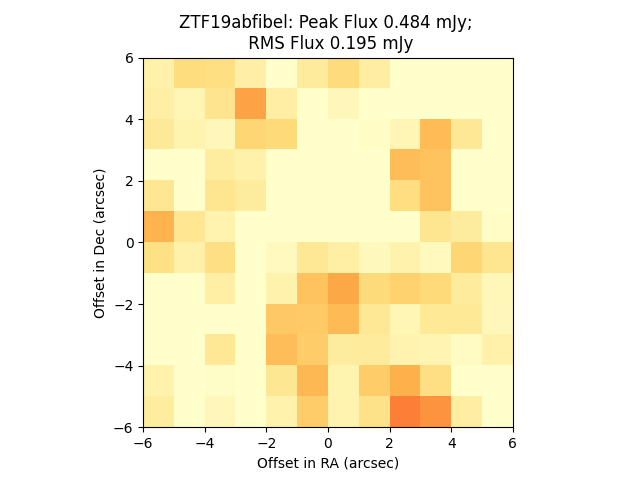 ZTF19abfibel: Peak Flux 0.484 mJy;
RMS Flux 0.195 mJy
6
4
2
0
−2
−4
−6
Offset in Dec (arcsec)
−6 −4 −2 0 2 4 6
Offset in RA (arcsec)